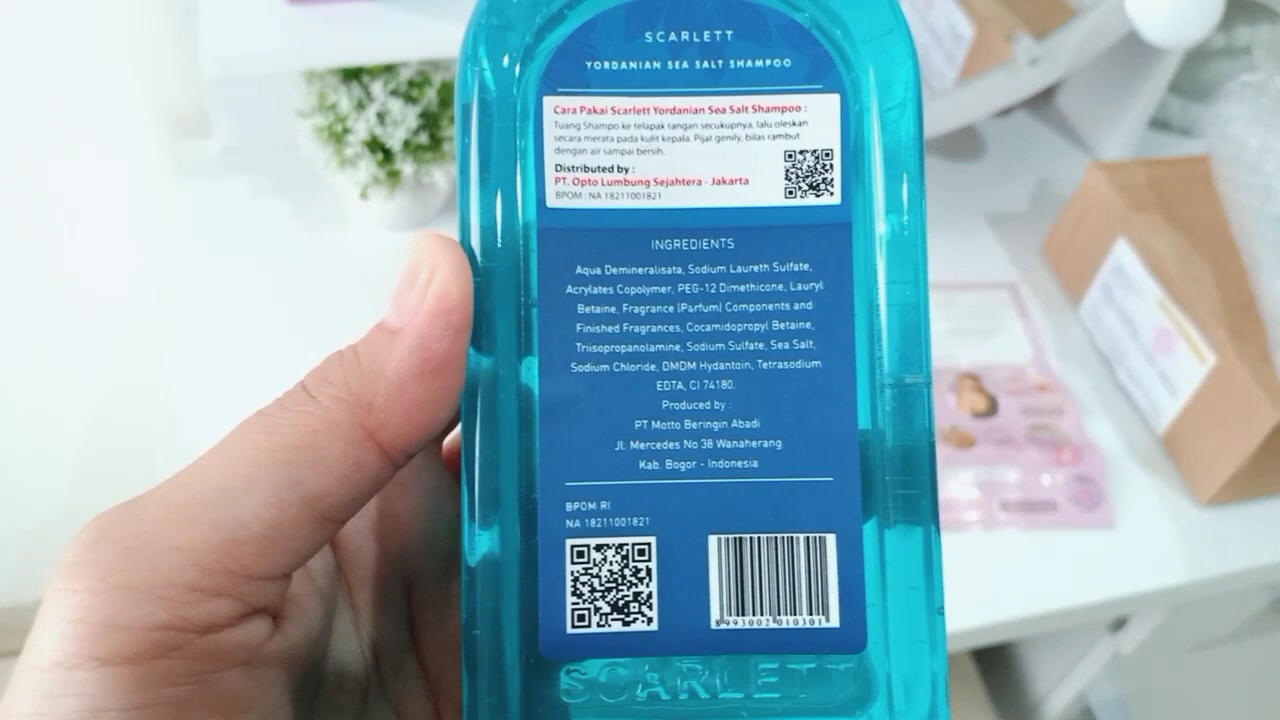 SCARLETT
YORDANIAN SEA SALT SHAMPOO
Cara Pakai Scarlett Yordanian Sea Salt Shampoo :
Tuang Shampo ke telapak tangan secukupnya, lalu oleskan
secara merata pada kulit kepala. Pijat genily, bilas rambut
dengan air sampai bersih.
Distributed by :
PT. Opto Lumbung Sejahtera - Jakarta
BPOM : NA 18211001821
INGREDIENTS
Aqua Demineralisata, Sodium Laureth Sulfate,
Acrylates Copolymer, PEG-12 Dimethicone, Lauryl
Betaine, Fragrance (Parfum) Components and
Finished Fragrances, Cocamidopropyl Betaine,
Triisopropanolamine, Sodium Sulfate, Sea Salt,
Sodium Chloride, DMDM Hydantoin, Tetrasodium
EDTA, CI 74180.
Produced by :
PT Motto Beringin Abadi
Jl. Mercedes No 38 Wanaherang
Kab. Bogor - Indonesia
BPOM RI
NA 18211001821
8993002010301
SCARLETT